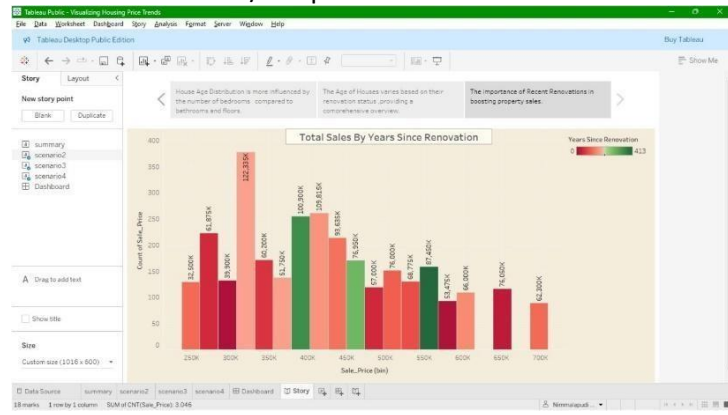 Tableau Public - Visualizing Housing Price Trends
File Data Worksheet Dashboard Story Analysis Format Server Window Help
Tableau Desktop Public Edition
Buy Tableau
Show Me
Story Layout
New story point
Blank Duplicate
summary
scenario2
scenario3
scenario4
Dashboard
A Drag to add text
Show title
Size
Custom size (1016 x 600)
House Age Distribution is more influenced by
the number of bedrooms compared to
bathrooms and floors.
The Age of Houses varies based on their
renovation status, providing a
comprehensive overview.
The importance of Recent Renovations in
boosting property sales.
Total Sales By Years Since Renovation
Years Since Renovation
0 413
Count of Sale_Price
400
350
300
250
200
150
100
50
0
32,500K
61,875K
39,900K
122,335K
60,200K
51,750K
100,900K
109,815K
93,635K
76,950K
57,000K
76,000K
68,775K
87,450K
53,475K
66,000K
76,050K
62,300K
250K 300K 350K 400K 450K 500K 550K 600K 650K 700K
Sale_Price (bin)
Data Source summary scenario2 scenario3 scenario4 Dashboard Story
18 marks 1 row by 1 column SUM of CNT(Sale_Price): 3,046